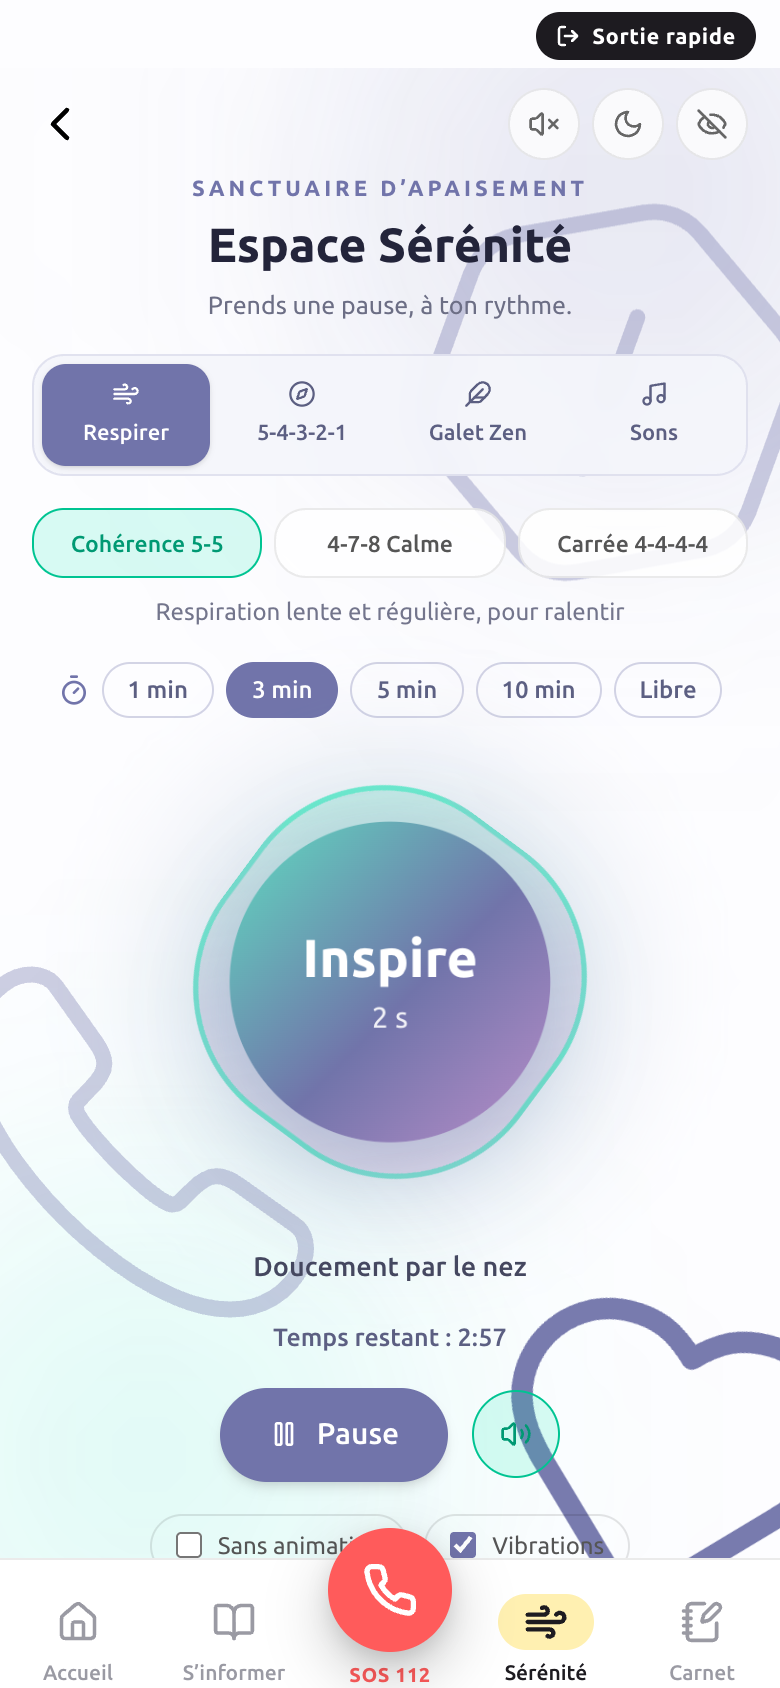 Sortie rapide
SANCTUAIRE D’APAISEMENT
Espace Sérénité
Prends une pause, à ton rythme.
Respirer
5-4-3-2-1
Galet Zen
Sons
Cohérence 5-5
4-7-8 Calme
Carrée 4-4-4-4
Respiration lente et régulière, pour ralentir
1 min
3 min
5 min
10 min
Libre
Inspire
2 s
Doucement par le nez
Temps restant : 2:57
Pause
Sans
Vibrations
Accueil
S’informer
SOS 112
Sérénité
Carnet